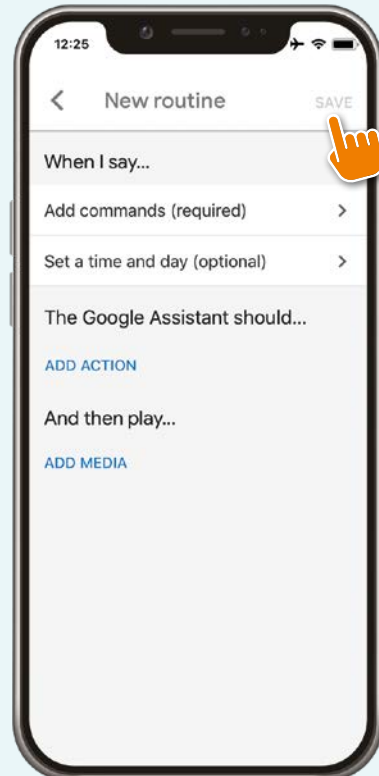 12:25
New routine
SAVE
When I say...
Add commands (required)
Set a time and day (optional)
The Google Assistant should...
ADD ACTION
And then play...
ADD MEDIA